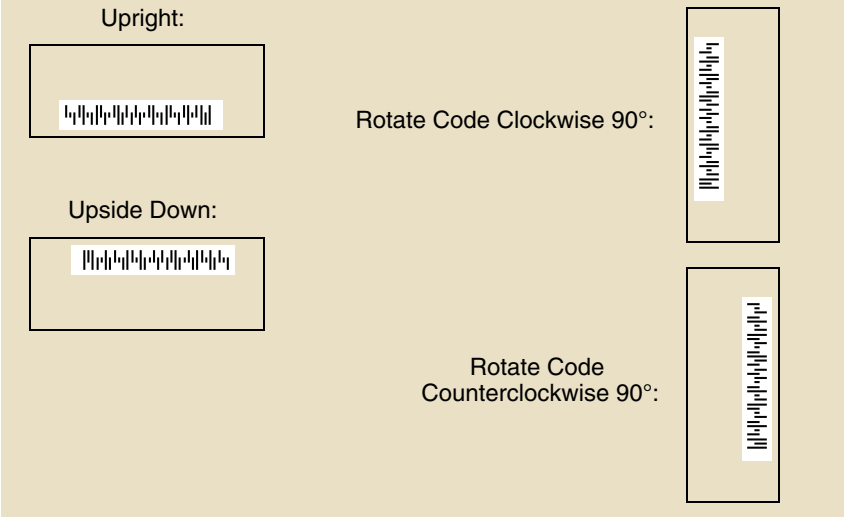 Upright:
Rotate Code Clockwise 90°:
Upside Down:
Rotate Code
Counterclockwise 90°: